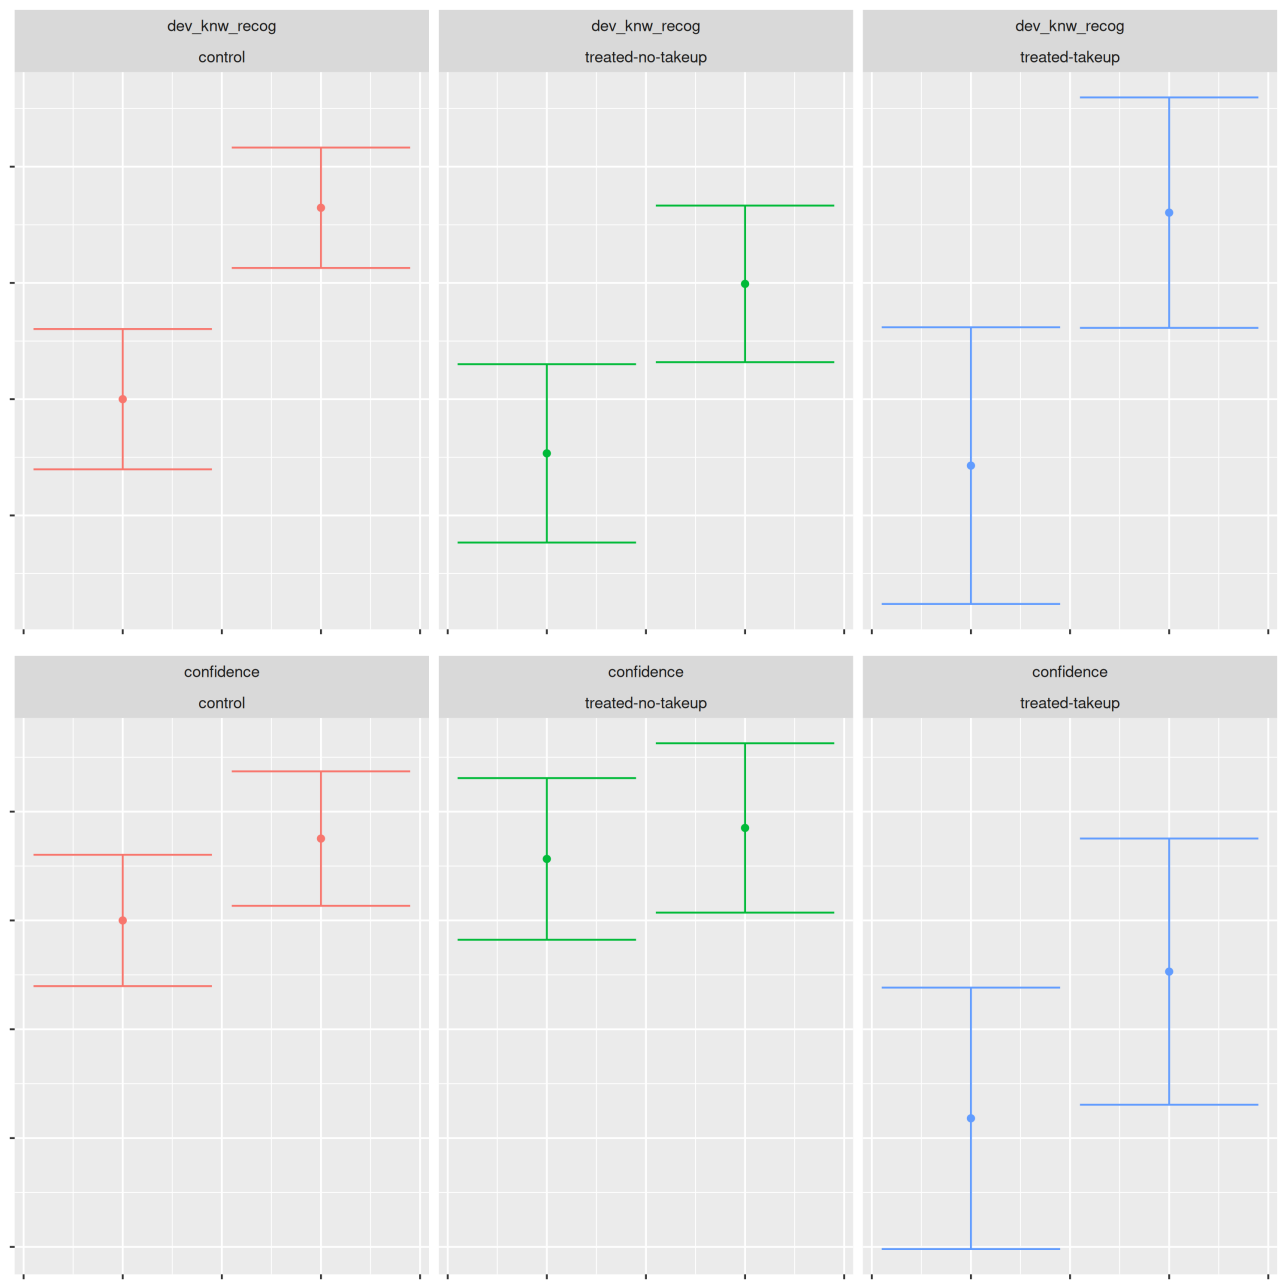 dev_knw_recog
control
dev_knw_recog
treated-no-takeup
dev_knw_recog
treated-takeup
confidence
control
confidence
treated-no-takeup
confidence
treated-takeup